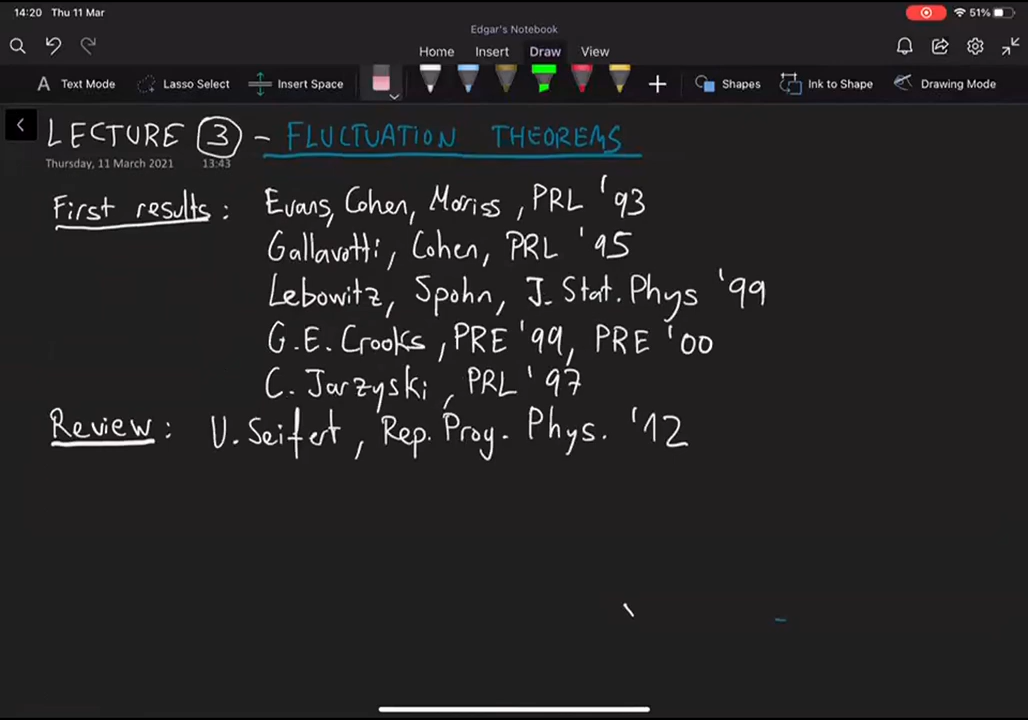 14:20 Thu 11 Mar 51%
Edgar's Notebook
Home Insert Draw View
Text Mode Lasso Select Insert Space Shapes Ink to Shape Drawing Mode
LECTURE 3 - FLUCTUATION THEOREMS
Thursday, 11 March 2021 13:43
First results: Evans, Cohen, Morriss, PRL '93
Gallavotti, Cohen, PRL '95
Lebowitz, Spohn, J. Stat. Phys '99
G.E. Crooks, PRE '99, PRE '00
C. Jarzyski, PRL '97
Review: U. Seifert, Rep. Prog. Phys. '12